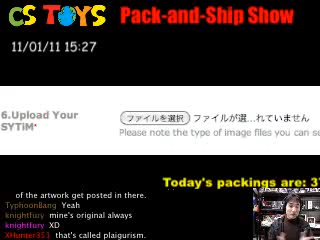 CS TOYS Pack-and-Ship Show
11/01/11 15:27
6.Upload Your
SYTiM*
ファイルを選択 ファイルが選...れていません
Please note the type of image files you can se
Today's packings are: 3
of the artwork get posted in there.
TyphoonBang Yeah
knightfury mine's original always
knightfury XD
XHunter353 that's called plaigurism.